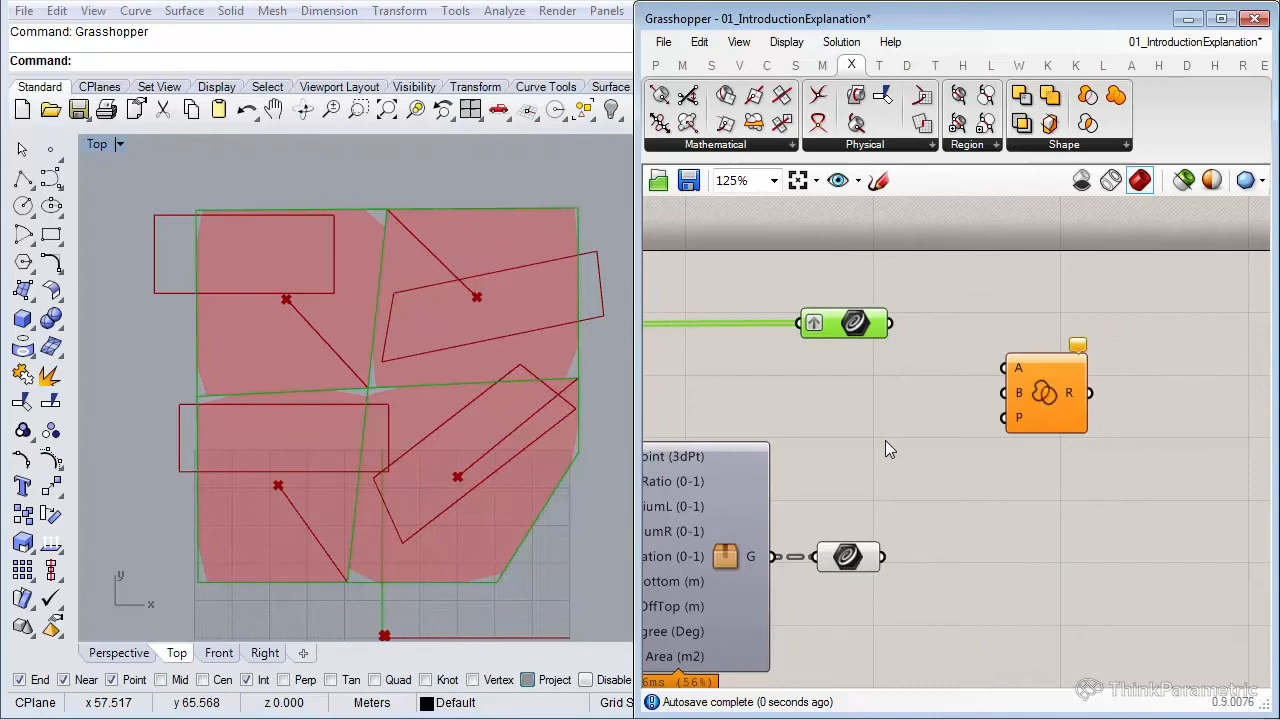 File Edit View Curve Surface Solid Mesh Dimension Transform Tools Analyze Render Panels
Command: Grasshopper
Command:
Standard CPlanes Set View Display Select Viewport Layout Visibility Transform Curve Tools Surface
Top
y
x
Perspective Top Front Right
End Near Point Mid Cen Int Perp Tan Quad Knot Vertex Project Disable
CPlane x 57.517 y 65.568 z 0.000 Meters Default Grid S
Grasshopper - 01_IntroductionExplanation*
File Edit View Display Solution Help 01_IntroductionExplanation*
P M S V C S M X T D T P H L S W T K K L A H D H R E
Mathematical Physical Region Shape
125%
A
B R
P
oint (3dPt)
Ratio (0-1)
iumL (0-1)
iumR (0-1)
ation (0-1) G
Bottom (m)
OffTop (m)
gree (Deg)
Area (m2)
6ms (56%)
ThinkParametric
Autosave complete (0 seconds ago) 0.9.0076